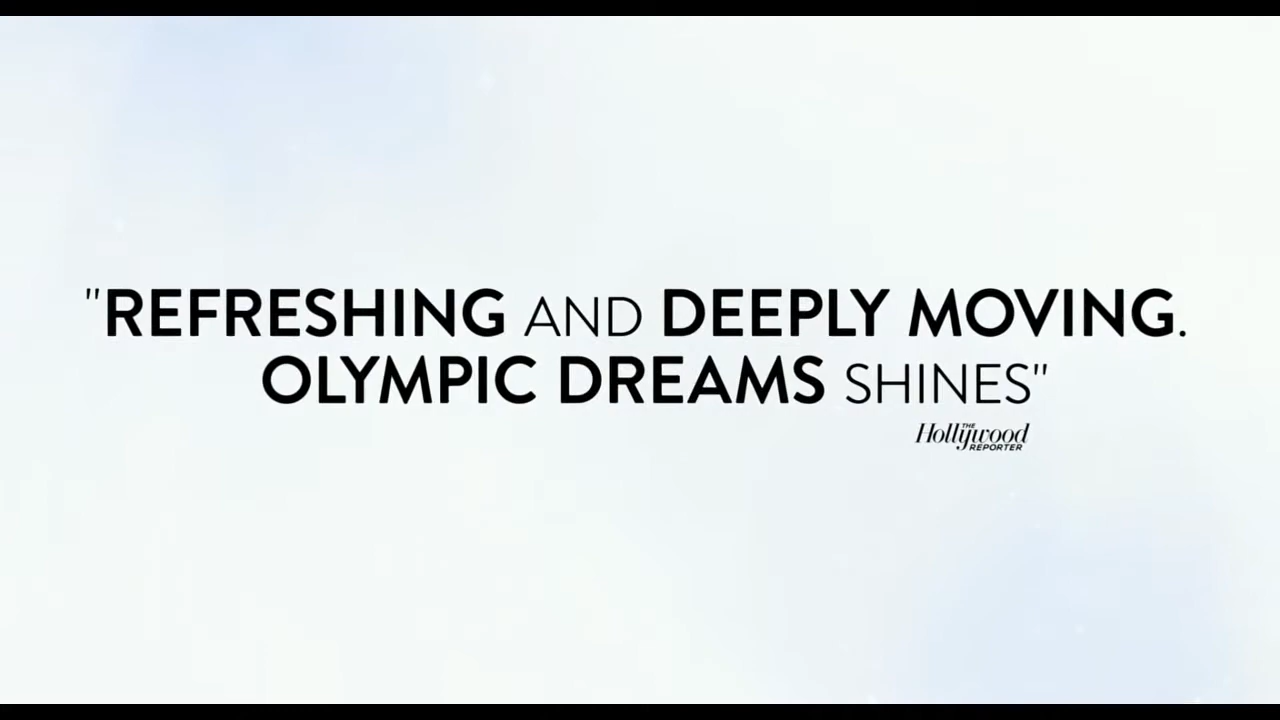 "REFRESHING AND DEEPLY MOVING.
OLYMPIC DREAMS SHINES"
THE
Hollywood
REPORTER